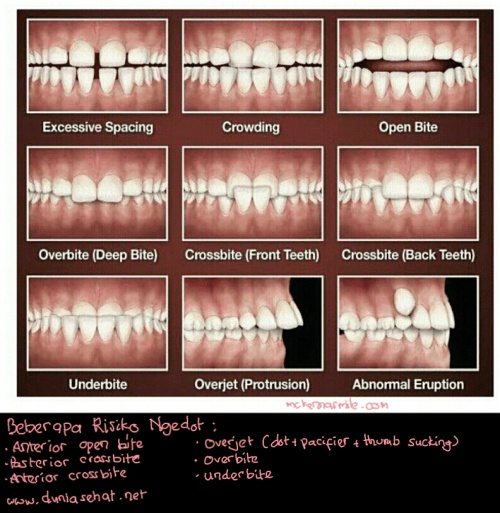 Excessive Spacing
Crowding
Open Bite
Overbite (Deep Bite)
Crossbite (Front Teeth)
Crossbite (Back Teeth)
Underbite
Overjet (Protrusion)
Abnormal Eruption
mckennasmile.com
Beberapa Risiko Ngedot :
• Anterior open bite
• Posterior crossbite
• Anterior crossbite
• Overjet (dot + pacifier + thumb sucking)
• Overbite
• underbite
www.duniasehat.net